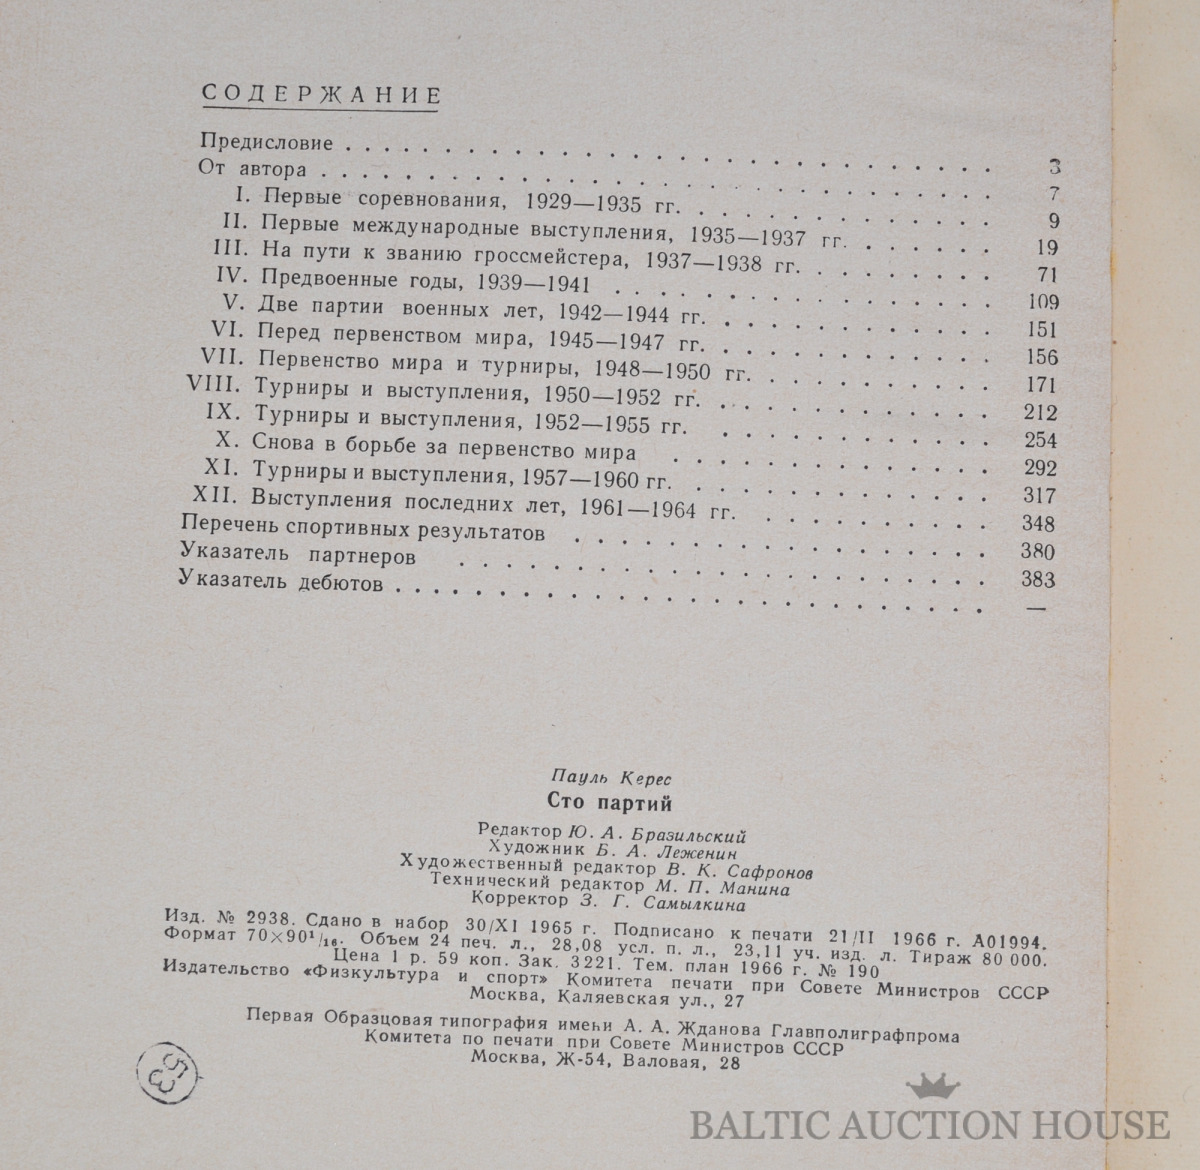 СОДЕРЖАНИЕ
Предисловие . . . . . . . . . . . . . . . . . . . . . . . . . . 3
От автора . . . . . . . . . . . . . . . . . . . . . . . . . . . 7
I. Первые соревнования, 1929—1935 гг. . . . . . . . . . . . . 9
II. Первые международные выступления, 1935—1937 гг. . . . . . . 19
III. На пути к званию гроссмейстера, 1937—1938 гг. . . . . . . . 71
IV. Предвоенные годы, 1939—1941 . . . . . . . . . . . . . . . 109
V. Две партии военных лет, 1942—1944 гг. . . . . . . . . . . . 151
VI. Перед первенством мира, 1945—1947 гг. . . . . . . . . . . . 156
VII. Первенство мира и турниры, 1948—1950 гг. . . . . . . . . . 171
VIII. Турниры и выступления, 1950—1952 гг. . . . . . . . . . . . 212
IX. Турниры и выступления, 1952—1955 гг. . . . . . . . . . . . 254
X. Снова в борьбе за первенство мира . . . . . . . . . . . . . 292
XI. Турниры и выступления, 1957—1960 гг. . . . . . . . . . . . 317
XII. Выступления последних лет, 1961—1964 гг. . . . . . . . . . 348
Перечень спортивных результатов . . . . . . . . . . . . . . . 380
Указатель партнеров . . . . . . . . . . . . . . . . . . . . . 383
Указатель дебютов . . . . . . . . . . . . . . . . . . . . . . —
Пауль Керес
Сто партий
Редактор Ю. А. Бразильский
Художник Б. А. Леженин
Художественный редактор В. К. Сафронов
Технический редактор М. П. Манина
Корректор З. Г. Самылкина
Изд. № 2938. Сдано в набор 30/XI 1965 г. Подписано к печати 21/II 1966 г. А01994.
Формат 70×90¹/₁₆. Объем 24 печ. л., 28,08 усл. п. л., 23,11 уч. изд. л. Тираж 80 000.
Цена 1 р. 59 коп. Зак. 3221. Тем. план 1966 г. № 190
Издательство «Физкультура и спорт» Комитета печати при Совете Министров СССР
Москва, Каляевская ул., 27
Первая Образцовая типография имени А. А. Жданова Главполиграфпрома
Комитета по печати при Совете Министров СССР
Москва, Ж-54, Валовая, 28
BALTIC AUCTION HOUSE